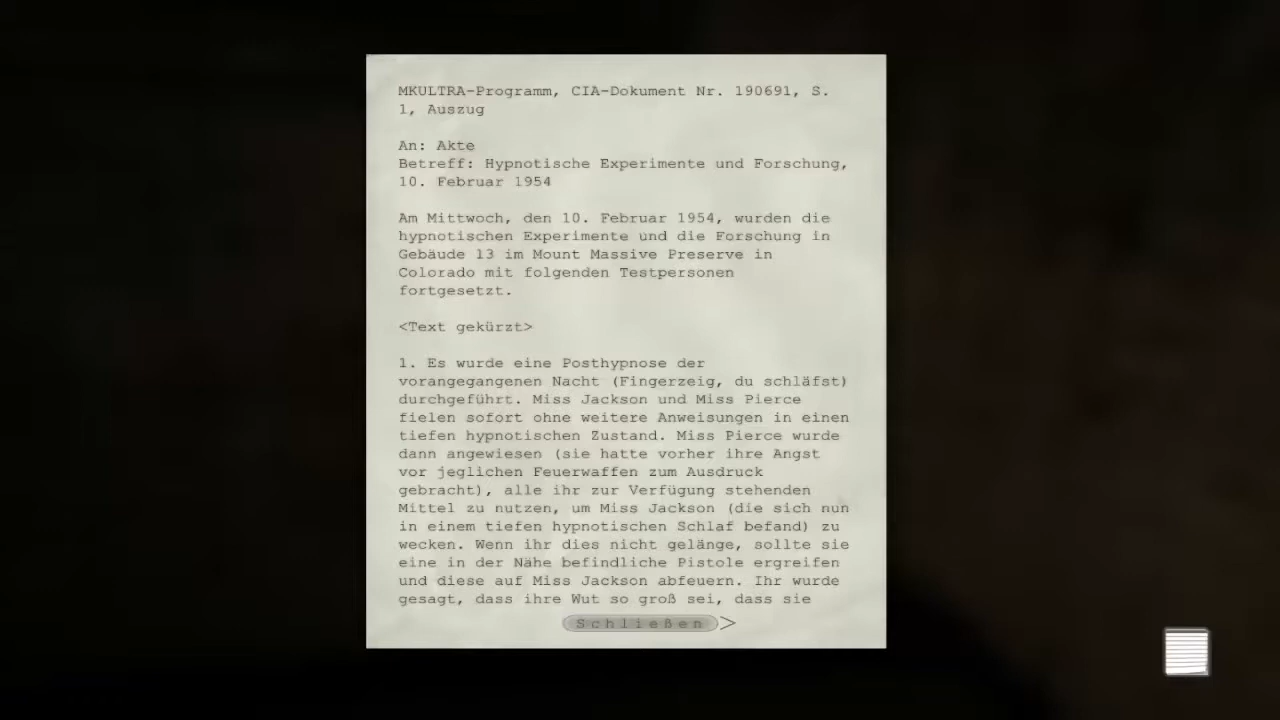 MKULTRA-Programm, CIA-Dokument Nr. 190691, S.
1, Auszug
An: Akte
Betreff: Hypnotische Experimente und Forschung,
10. Februar 1954
Am Mittwoch, den 10. Februar 1954, wurden die
hypnotischen Experimente und die Forschung in
Gebäude 13 im Mount Massive Preserve in
Colorado mit folgenden Testpersonen
fortgesetzt.
<Text gekürzt>
1. Es wurde eine Posthypnose der
vorangegangenen Nacht (Fingerzeig, du schläfst)
durchgeführt. Miss Jackson und Miss Pierce
fielen sofort ohne weitere Anweisungen in einen
tiefen hypnotischen Zustand. Miss Pierce wurde
dann angewiesen (sie hatte vorher ihre Angst
vor jeglichen Feuerwaffen zum Ausdruck
gebracht), alle ihr zur Verfügung stehenden
Mittel zu nutzen, um Miss Jackson (die sich nun
in einem tiefen hypnotischen Schlaf befand) zu
wecken. Wenn ihr dies nicht gelänge, sollte sie
eine in der Nähe befindliche Pistole ergreifen
und diese auf Miss Jackson abfeuern. Ihr wurde
gesagt, dass ihre Wut so groß sei, dass sie
Schließen >